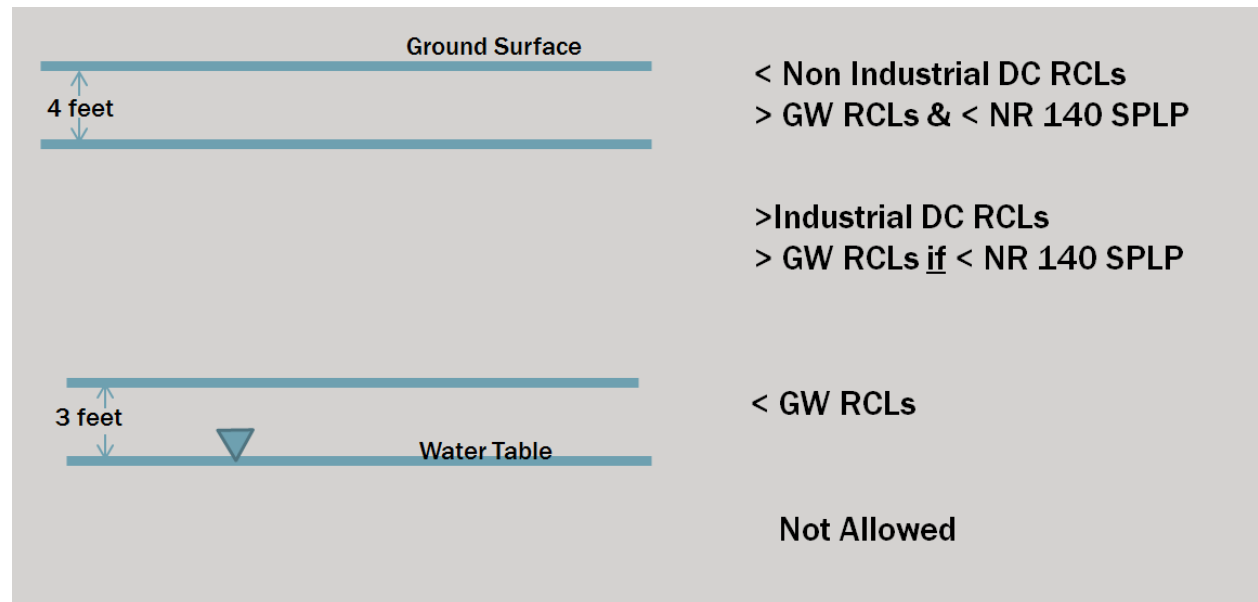 Ground Surface
4 feet
< Non Industrial DC RCLs
> GW RCLs & < NR 140 SPLP
>Industrial DC RCLs
> GW RCLs if < NR 140 SPLP
3 feet
Water Table
< GW RCLs
Not Allowed